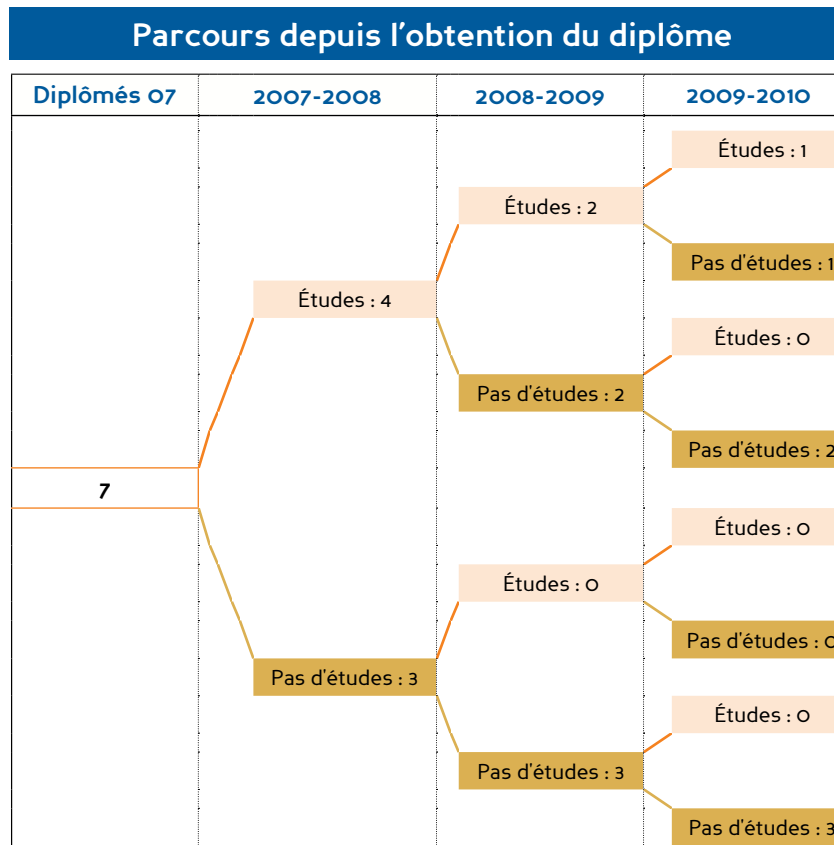 Parcours depuis l'obtention du diplôme
Diplômés 07 2007-2008 2008-2009 2009-2010
Études : 1
Études : 2
Pas d'études : 1
Études : 4
Études : 0
Pas d'études : 2
Pas d'études : 2
7
Études : 0
Études : 0
Pas d'études : 0
Pas d'études : 3
Études : 0
Pas d'études : 3
Pas d'études : 3